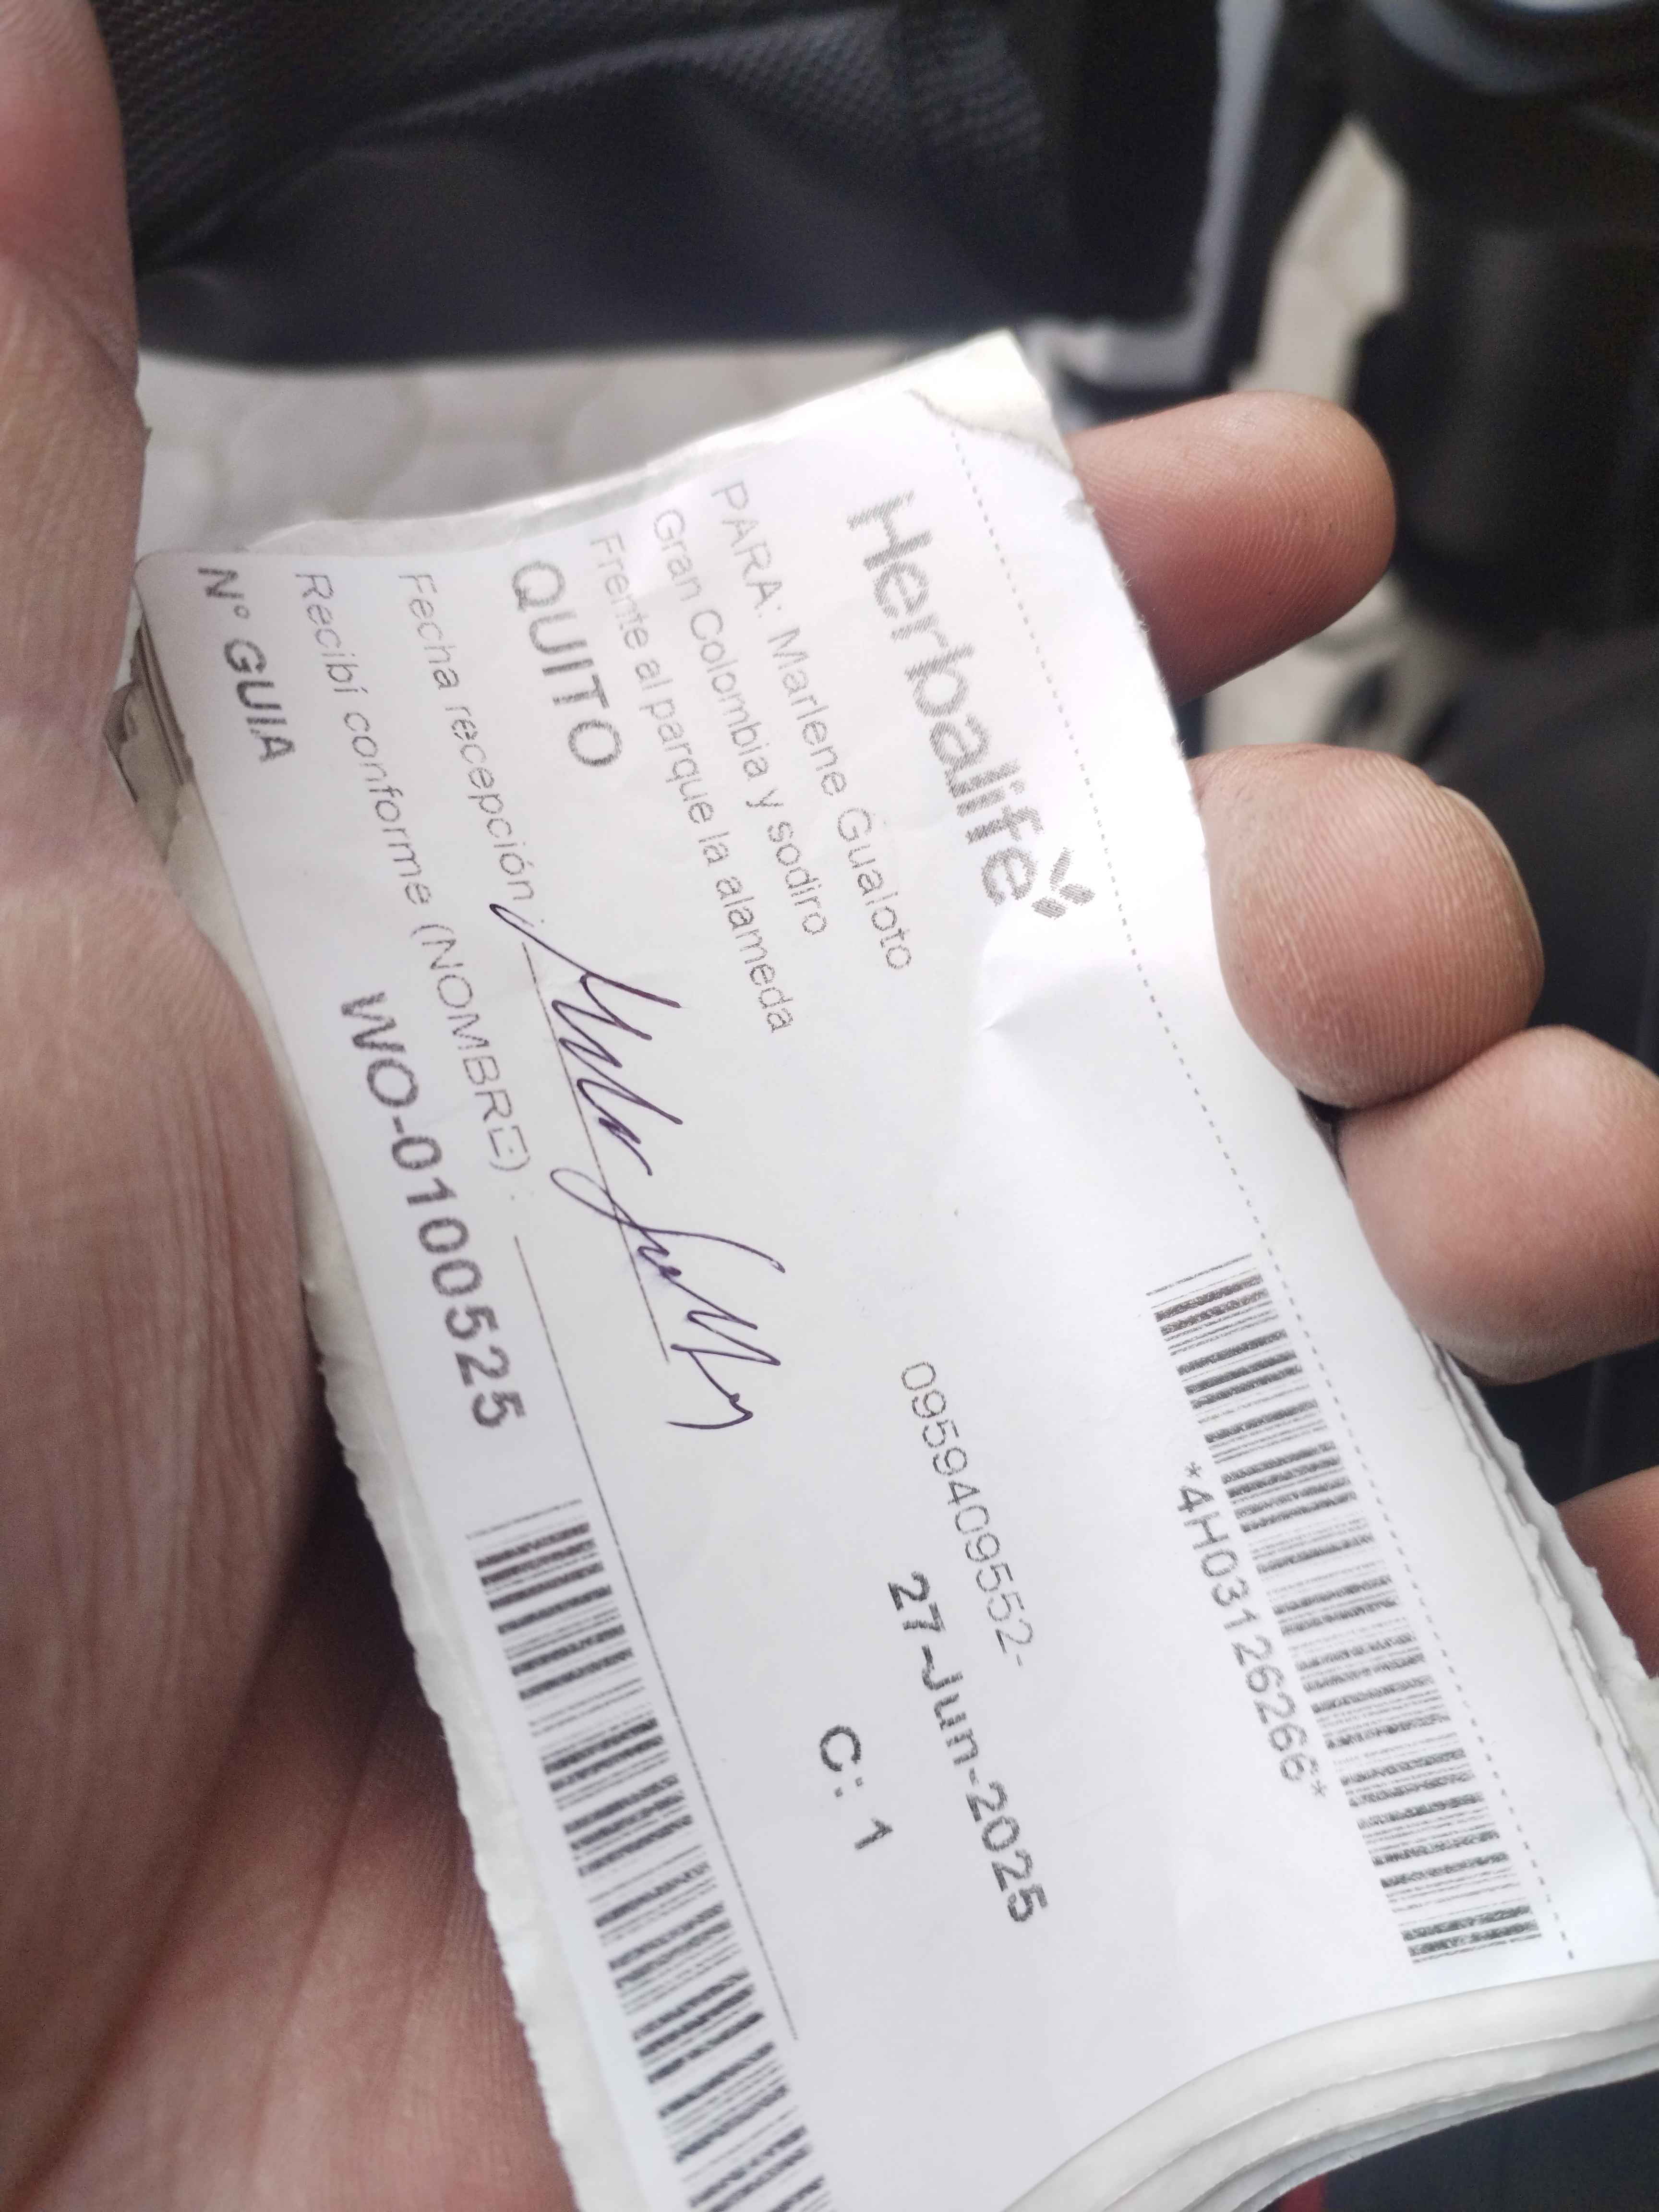 Herbalife
*4H03126266*
PARA: Marlene Gualoto
0959409552-
Gran Colombia y sodiro
27-Jun-2025
Frente al parque la alameda
QUITO
C: 1
Fecha recepción :
Recibí conforme (NOMBRE) :
N° GUIA
WO-0100525